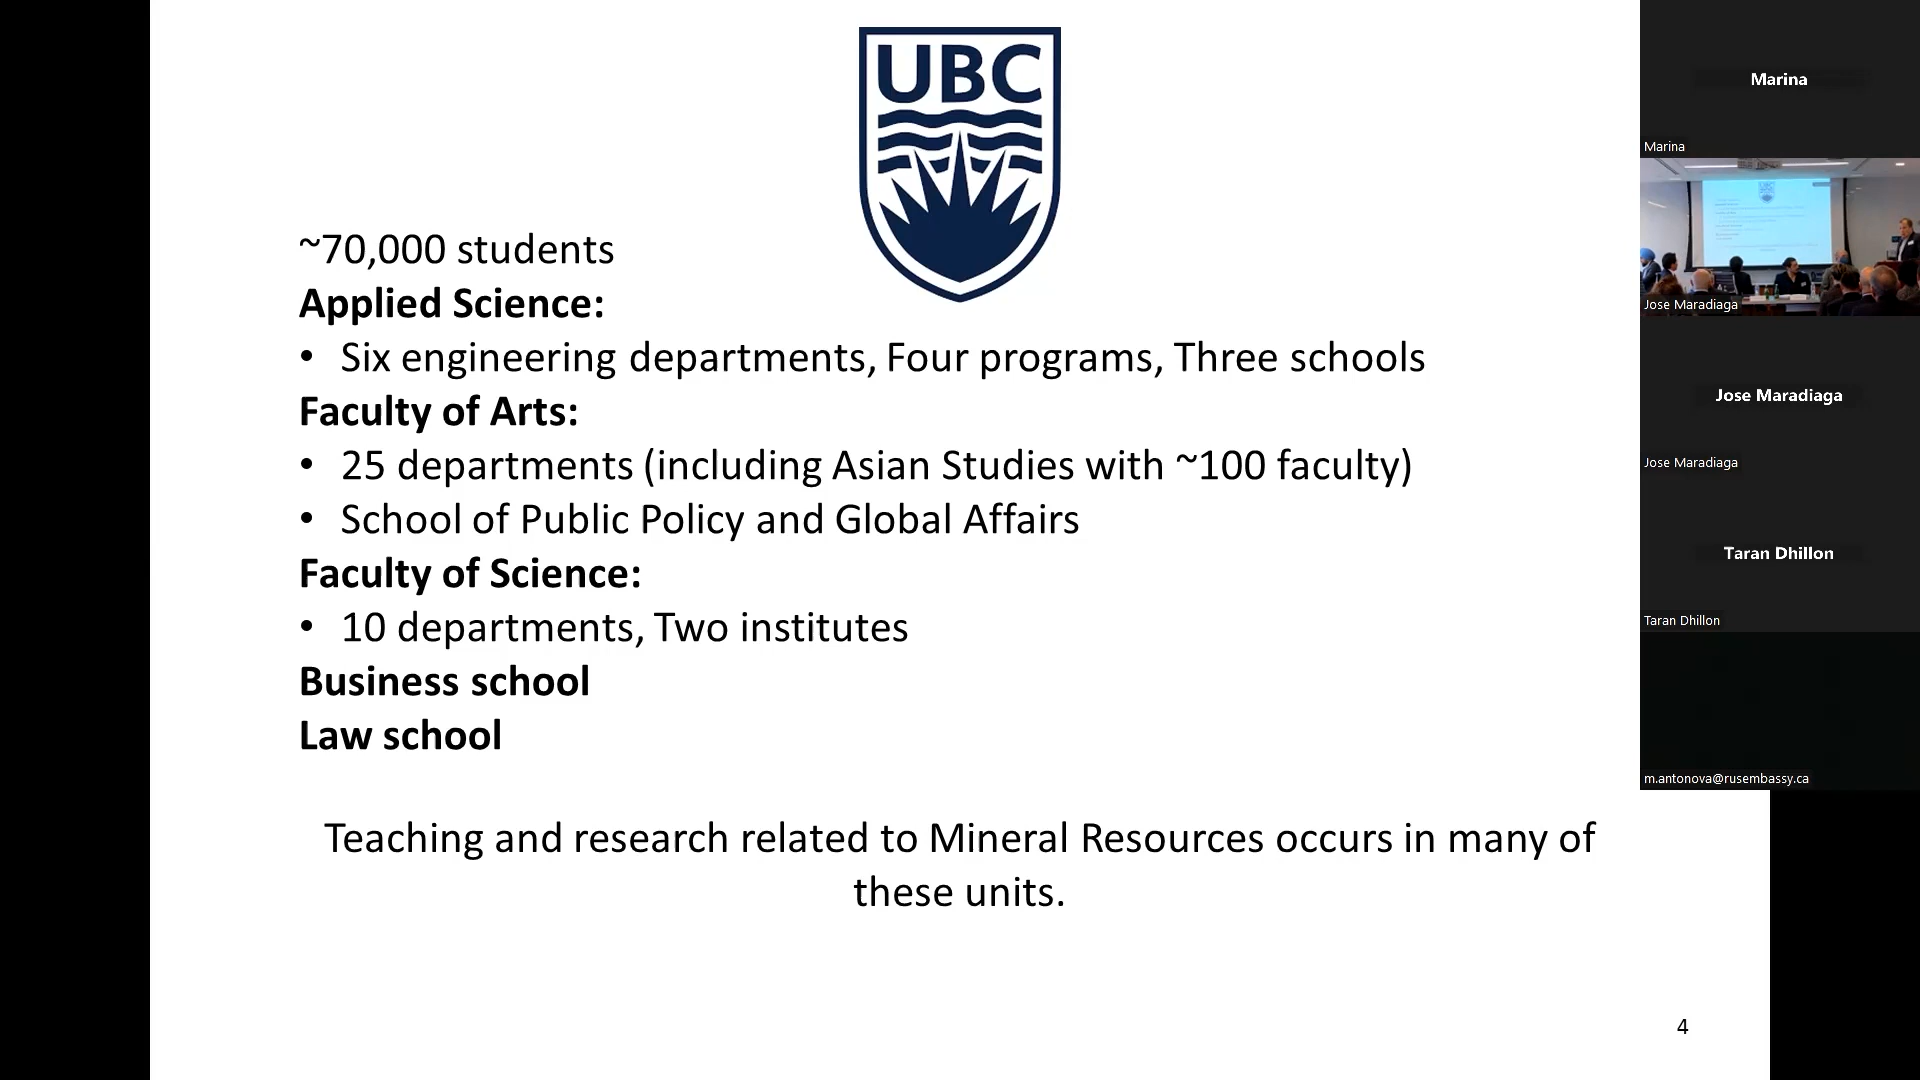 UBC
~70,000 students
Applied Science:
• Six engineering departments, Four programs, Three schools
Faculty of Arts:
• 25 departments (including Asian Studies with ~100 faculty)
• School of Public Policy and Global Affairs
Faculty of Science:
• 10 departments, Two institutes
Business school
Law school
Teaching and research related to Mineral Resources occurs in many of
these units.
4
Marina
Marina
UBC
Jose Maradiaga
Jose Maradiaga
Jose Maradiaga
Taran Dhillon
Taran Dhillon
m.antonova@rusembassy.ca